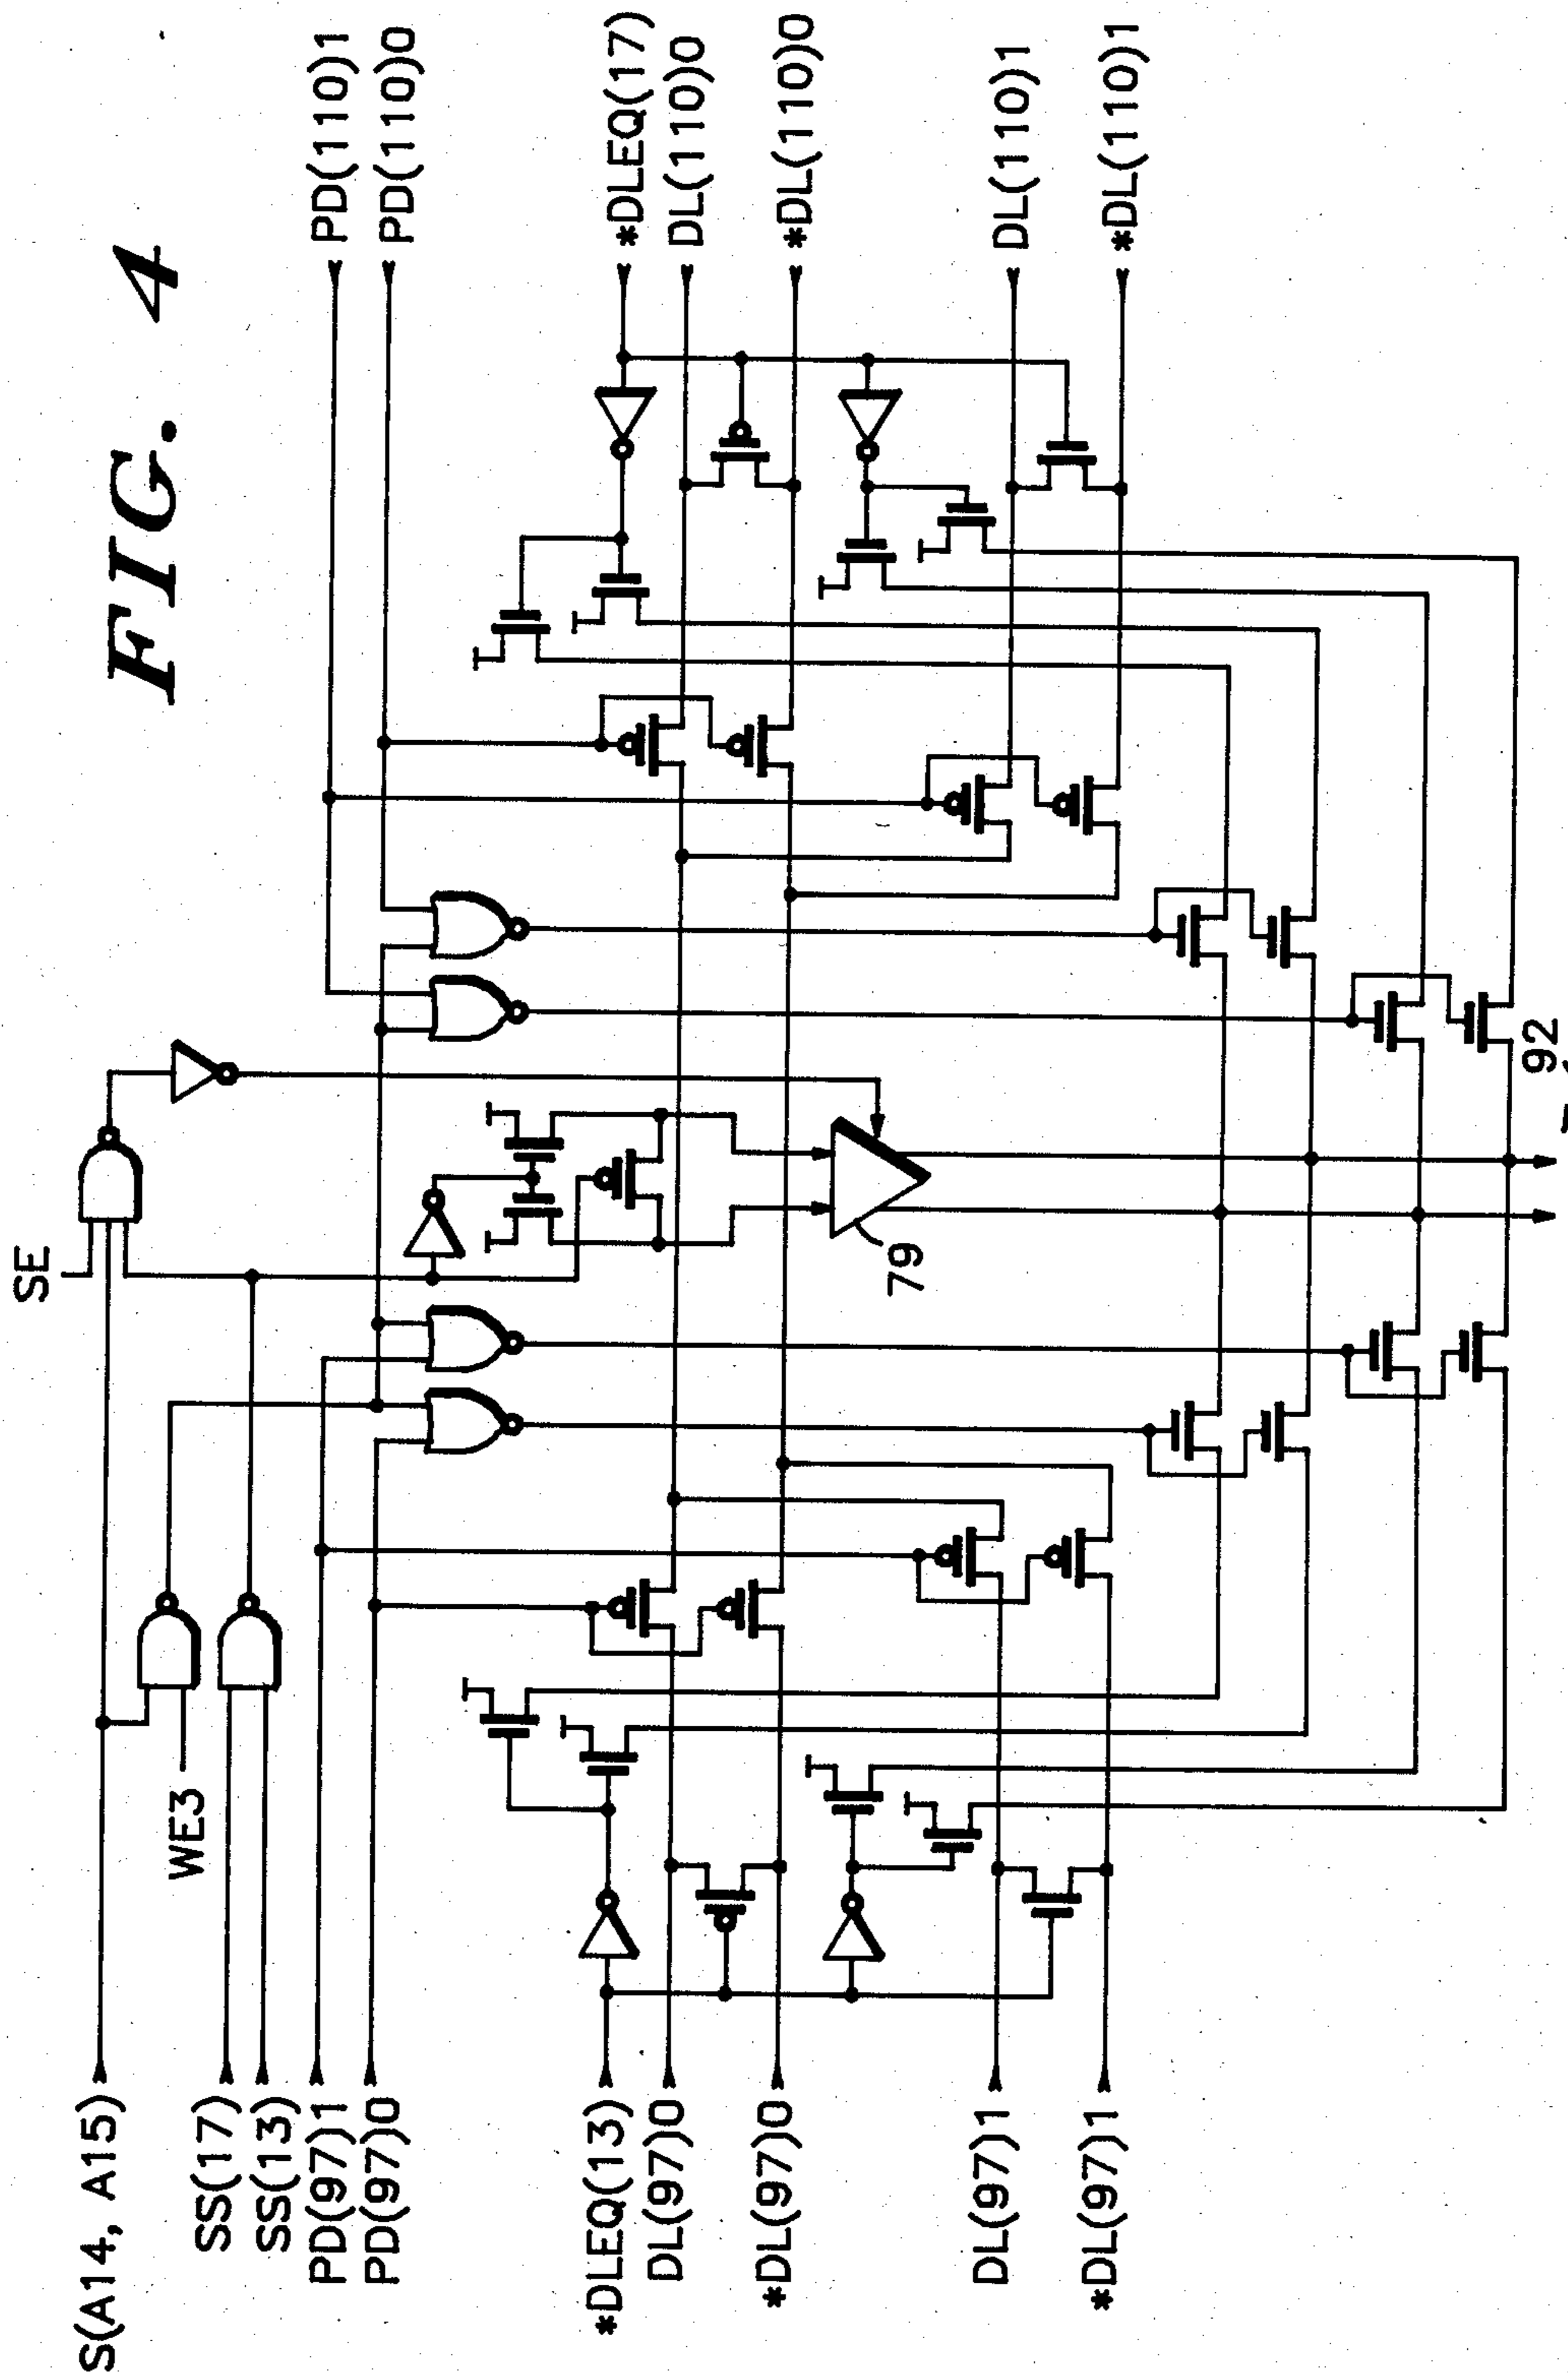 FIG. 4
SE
S(A14, A15)
WE3
SS(17)
SS(13)
PD(97)1
PD(97)0
*DLEQ(13)
DL(97)0
*DL(97)0
DL(97)1
*DL(97)1
79
92
PD(110)1
PD(110)0
*DLEQ(17)
DL(110)0
*DL(110)0
DL(110)1
*DL(110)1